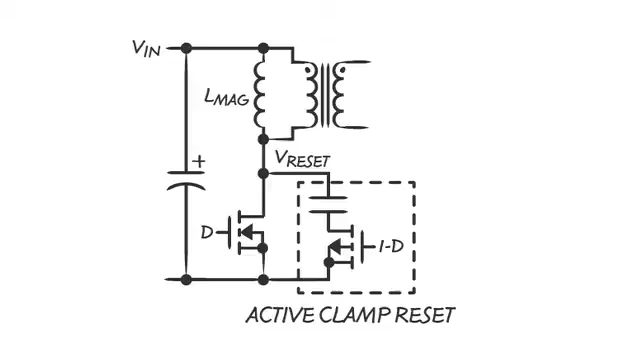 VIN
LMAG
+
VRESET
D
1-D
ACTIVE CLAMP RESET